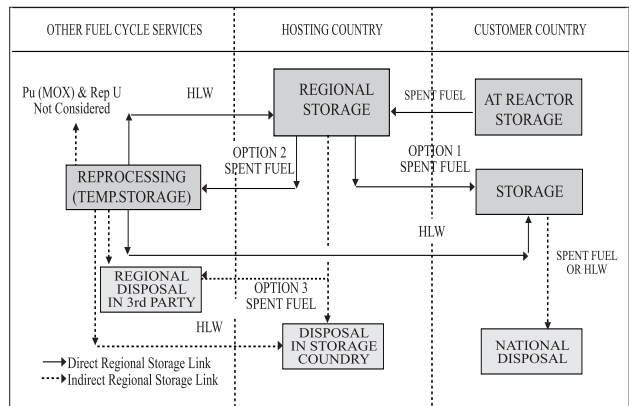 OTHER FUEL CYCLE SERVICES
HOSTING COUNTRY
CUSTOMER COUNTRY
Pu (MOX) & Rep U
Not Considered
HLW
REGIONAL
STORAGE
SPENT FUEL
AT REACTOR
STORAGE
OPTION 2
SPENT FUEL
OPTION 1
SPENT FUEL
REPROCESSING
(TEMP.STORAGE)
STORAGE
HLW
SPENT FUEL
OR HLW
REGIONAL
DISPOSAL
IN 3rd PARTY
OPTION 3
SPENT FUEL
HLW
DISPOSAL
IN STORAGE
COUNDRY
NATIONAL
DISPOSAL
Direct Regional Storage Link
Indirect Regional Storage Link